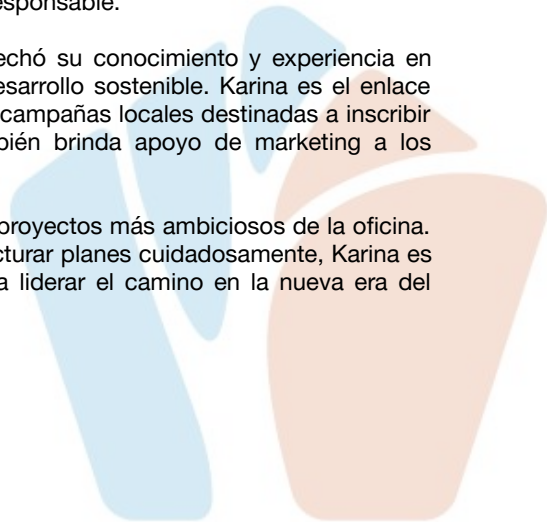 esponsable.
echó su conocimiento y experiencia en
esarrollo sostenible. Karina es el enlace
campañas locales destinadas a inscribir
bién brinda apoyo de marketing a los
proyectos más ambiciosos de la oficina.
cturar planes cuidadosamente, Karina es
a liderar el camino en la nueva era del